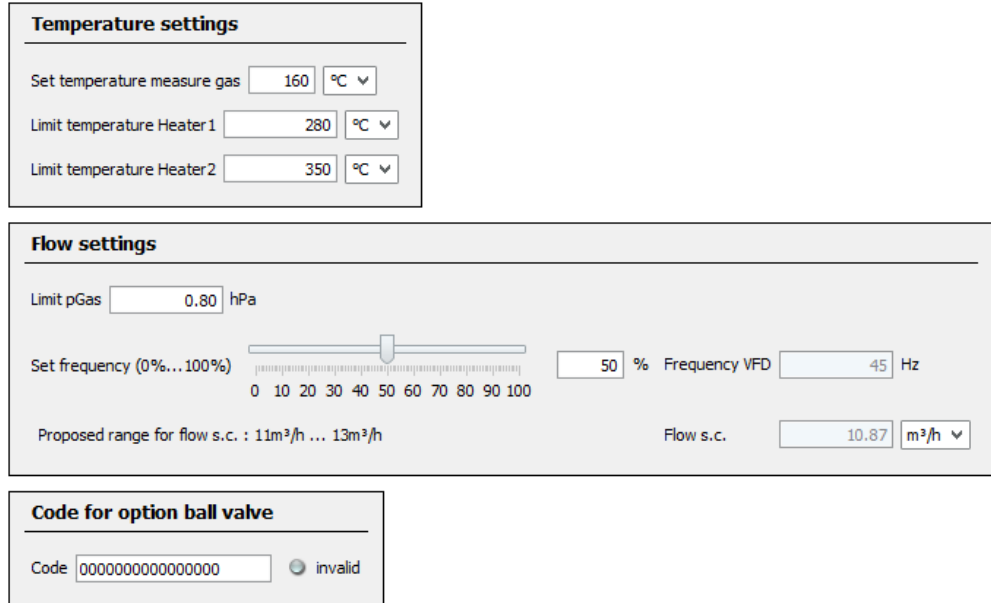 Temperature settings
Set temperature measure gas 160 °C
Limit temperature Heater1 280 °C
Limit temperature Heater2 350 °C
Flow settings
Limit pGas 0.80 hPa
Set frequency (0%...100%) 50 % Frequency VFD 45 Hz
0 10 20 30 40 50 60 70 80 90 100
Proposed range for flow s.c. : 11m³/h ... 13m³/h Flow s.c. 10.87 m³/h
Code for option ball valve
Code 0000000000000000 invalid